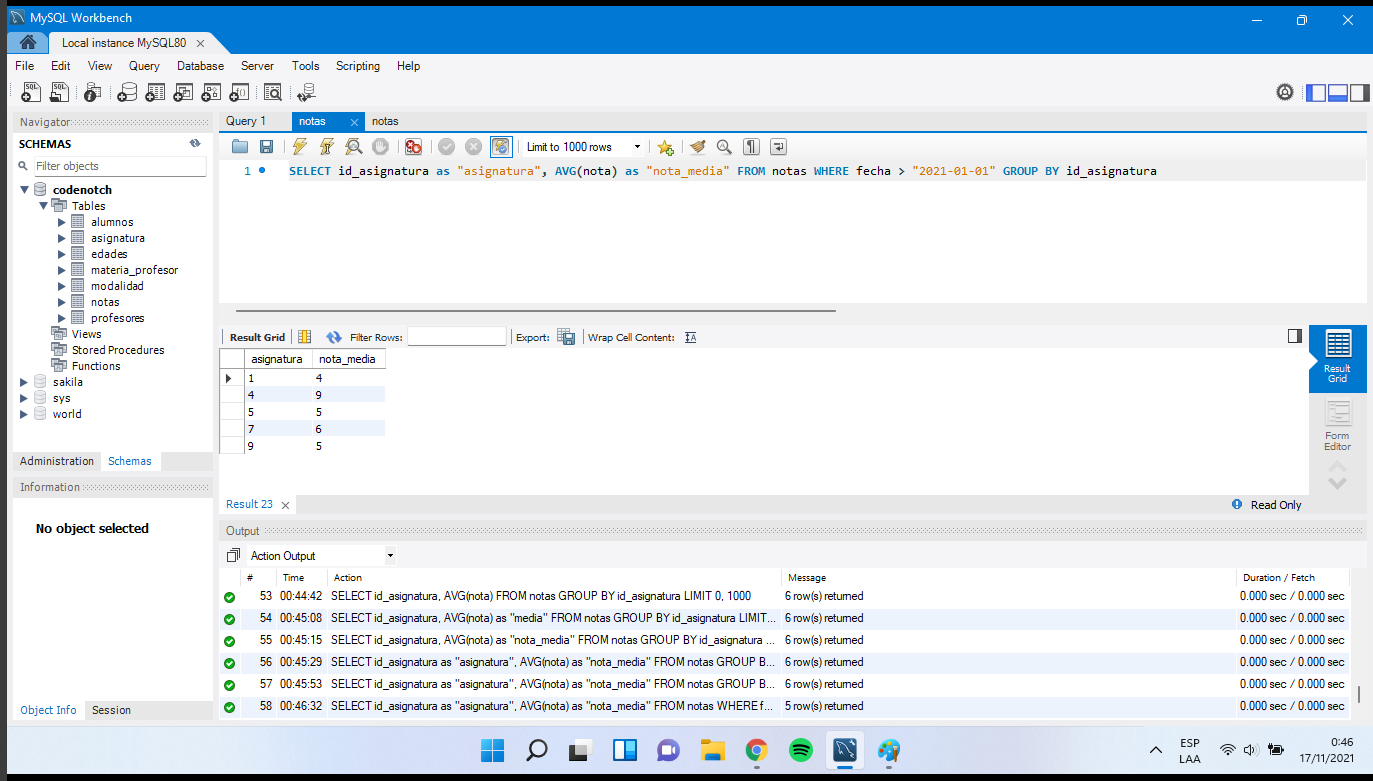 MySQL Workbench
Local instance MySQL80
File Edit View Query Database Server Tools Scripting Help
Navigator
SCHEMAS
Filter objects
codenotch
Tables
alumnos
asignatura
edades
materia_profesor
modalidad
notas
profesores
Views
Stored Procedures
Functions
sakila
sys
world
Administration Schemas
Information
No object selected
Object Info Session
Query 1 notas notas
Limit to 1000 rows
1 SELECT id_asignatura as "asignatura", AVG(nota) as "nota_media" FROM notas WHERE fecha > "2021-01-01" GROUP BY id_asignatura
Result Grid Filter Rows: Export: Wrap Cell Content:
asignatura nota_media
1 4
4 9
5 5
7 6
9 5
Result Grid
Form Editor
Result 23 Read Only
Output
Action Output
# Time Action Message Duration / Fetch
53 00:44:42 SELECT id_asignatura, AVG(nota) FROM notas GROUP BY id_asignatura LIMIT 0, 1000 6 row(s) returned 0.000 sec / 0.000 sec
54 00:45:08 SELECT id_asignatura, AVG(nota) as "media" FROM notas GROUP BY id_asignatura LIMIT... 6 row(s) returned 0.000 sec / 0.000 sec
55 00:45:15 SELECT id_asignatura, AVG(nota) as "nota_media" FROM notas GROUP BY id_asignatura ... 6 row(s) returned 0.000 sec / 0.000 sec
56 00:45:29 SELECT id_asignatura as "asignatura", AVG(nota) as "nota_media" FROM notas GROUP B... 6 row(s) returned 0.000 sec / 0.000 sec
57 00:45:53 SELECT id_asignatura as "asignatura", AVG(nota) as "nota_media" FROM notas GROUP B... 6 row(s) returned 0.000 sec / 0.000 sec
58 00:46:32 SELECT id_asignatura as "asignatura", AVG(nota) as "nota_media" FROM notas WHERE f... 5 row(s) returned 0.000 sec / 0.000 sec
ESP
LAA
0:46
17/11/2021